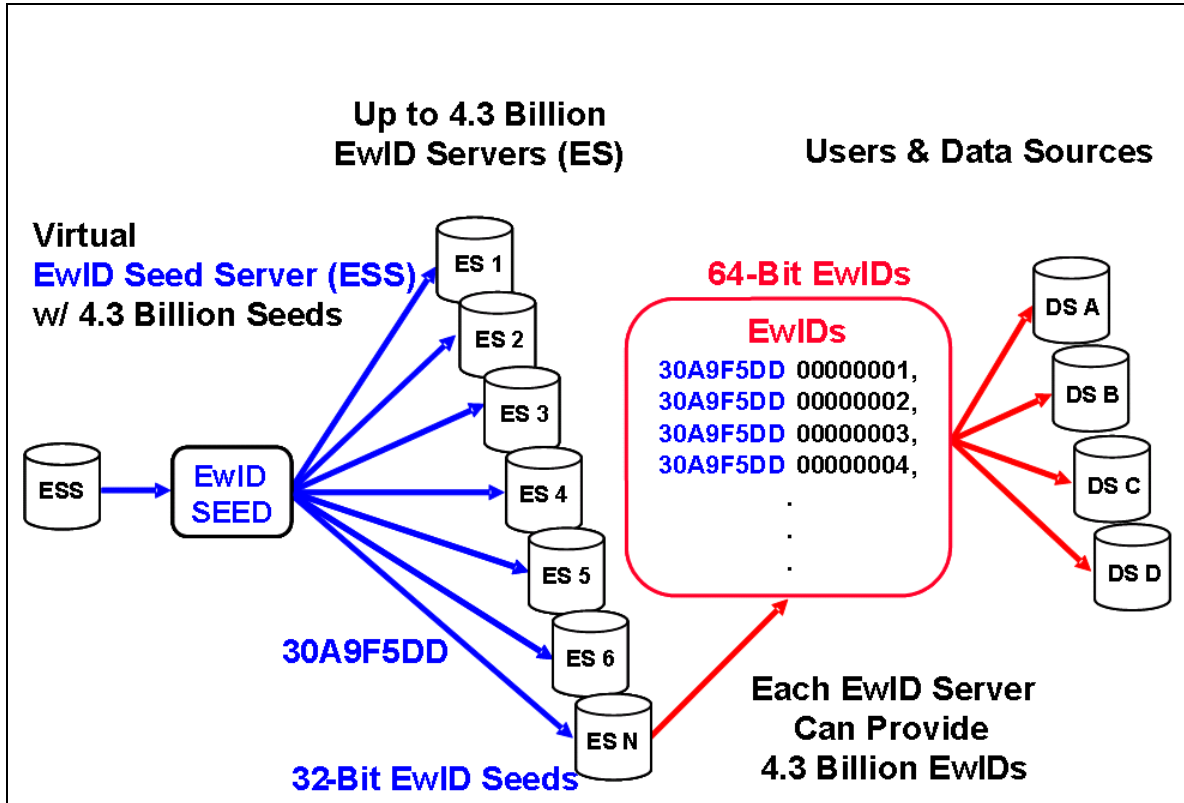 Up to 4.3 Billion
EwID Servers (ES)
Users & Data Sources
Virtual
EwID Seed Server (ESS)
w/ 4.3 Billion Seeds
ESS
EwID
SEED
ES 1
ES 2
ES 3
ES 4
ES 5
ES 6
ES N
30A9F5DD
32-Bit EwID Seeds
64-Bit EwIDs
EwIDs
30A9F5DD 00000001,
30A9F5DD 00000002,
30A9F5DD 00000003,
30A9F5DD 00000004,
.
.
.
DS A
DS B
DS C
DS D
Each EwID Server
Can Provide
4.3 Billion EwIDs